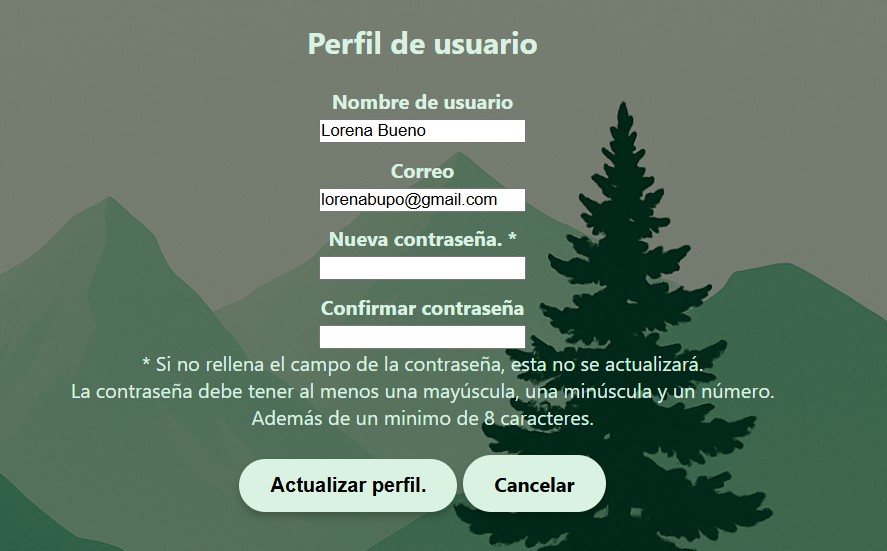 Perfil de usuario
Nombre de usuario
Lorena Bueno
Correo
lorenabupo@gmail.com
Nueva contraseña. *
Confirmar contraseña
* Si no rellena el campo de la contraseña, esta no se actualizará.
La contraseña debe tener al menos una mayúscula, una minúscula y un número.
Además de un minimo de 8 caracteres.
Actualizar perfil. Cancelar